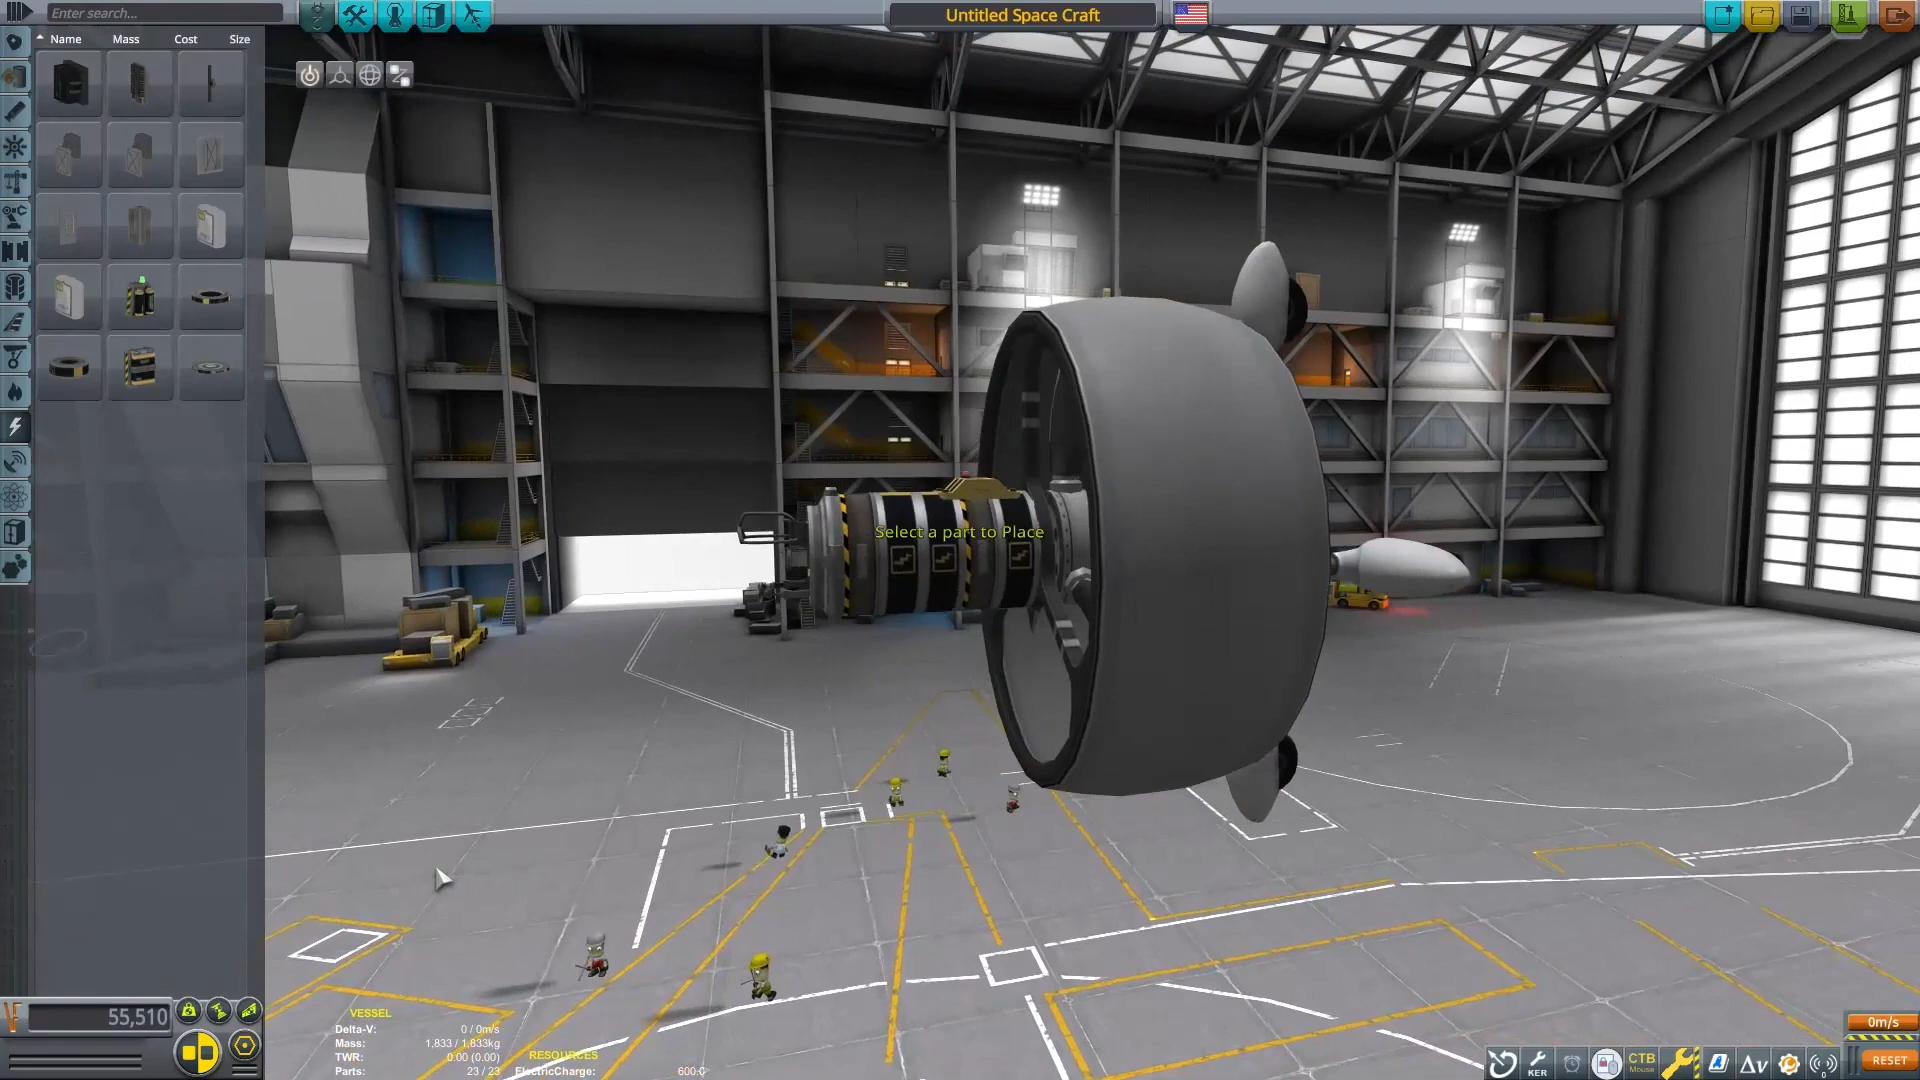 Enter search...
Untitled Space Craft
Name Mass Cost Size
Select a part to Place
55,510
VESSEL
Delta-V: 0 / 0m/s
Mass: 1,833 / 1,833kg
TWR: 0.00 (0.00)
Parts: 23 / 23
RESOURCES
ElectricCharge: 600.0
0m/s
KER
CTB
Mouse
Δv
0
RESET